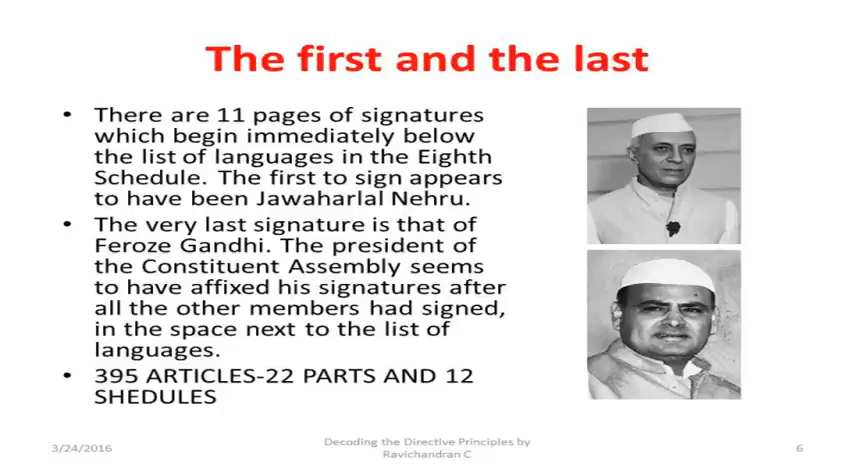 The first and the last
• There are 11 pages of signatures
which begin immediately below
the list of languages in the Eighth
Schedule. The first to sign appears
to have been Jawaharlal Nehru.
• The very last signature is that of
Feroze Gandhi. The president of
the Constituent Assembly seems
to have affixed his signatures after
all the other members had signed,
in the space next to the list of
languages.
• 395 ARTICLES-22 PARTS AND 12
SHEDULES
3/24/2016
Decoding the Directive Principles by
Ravichandran C
6